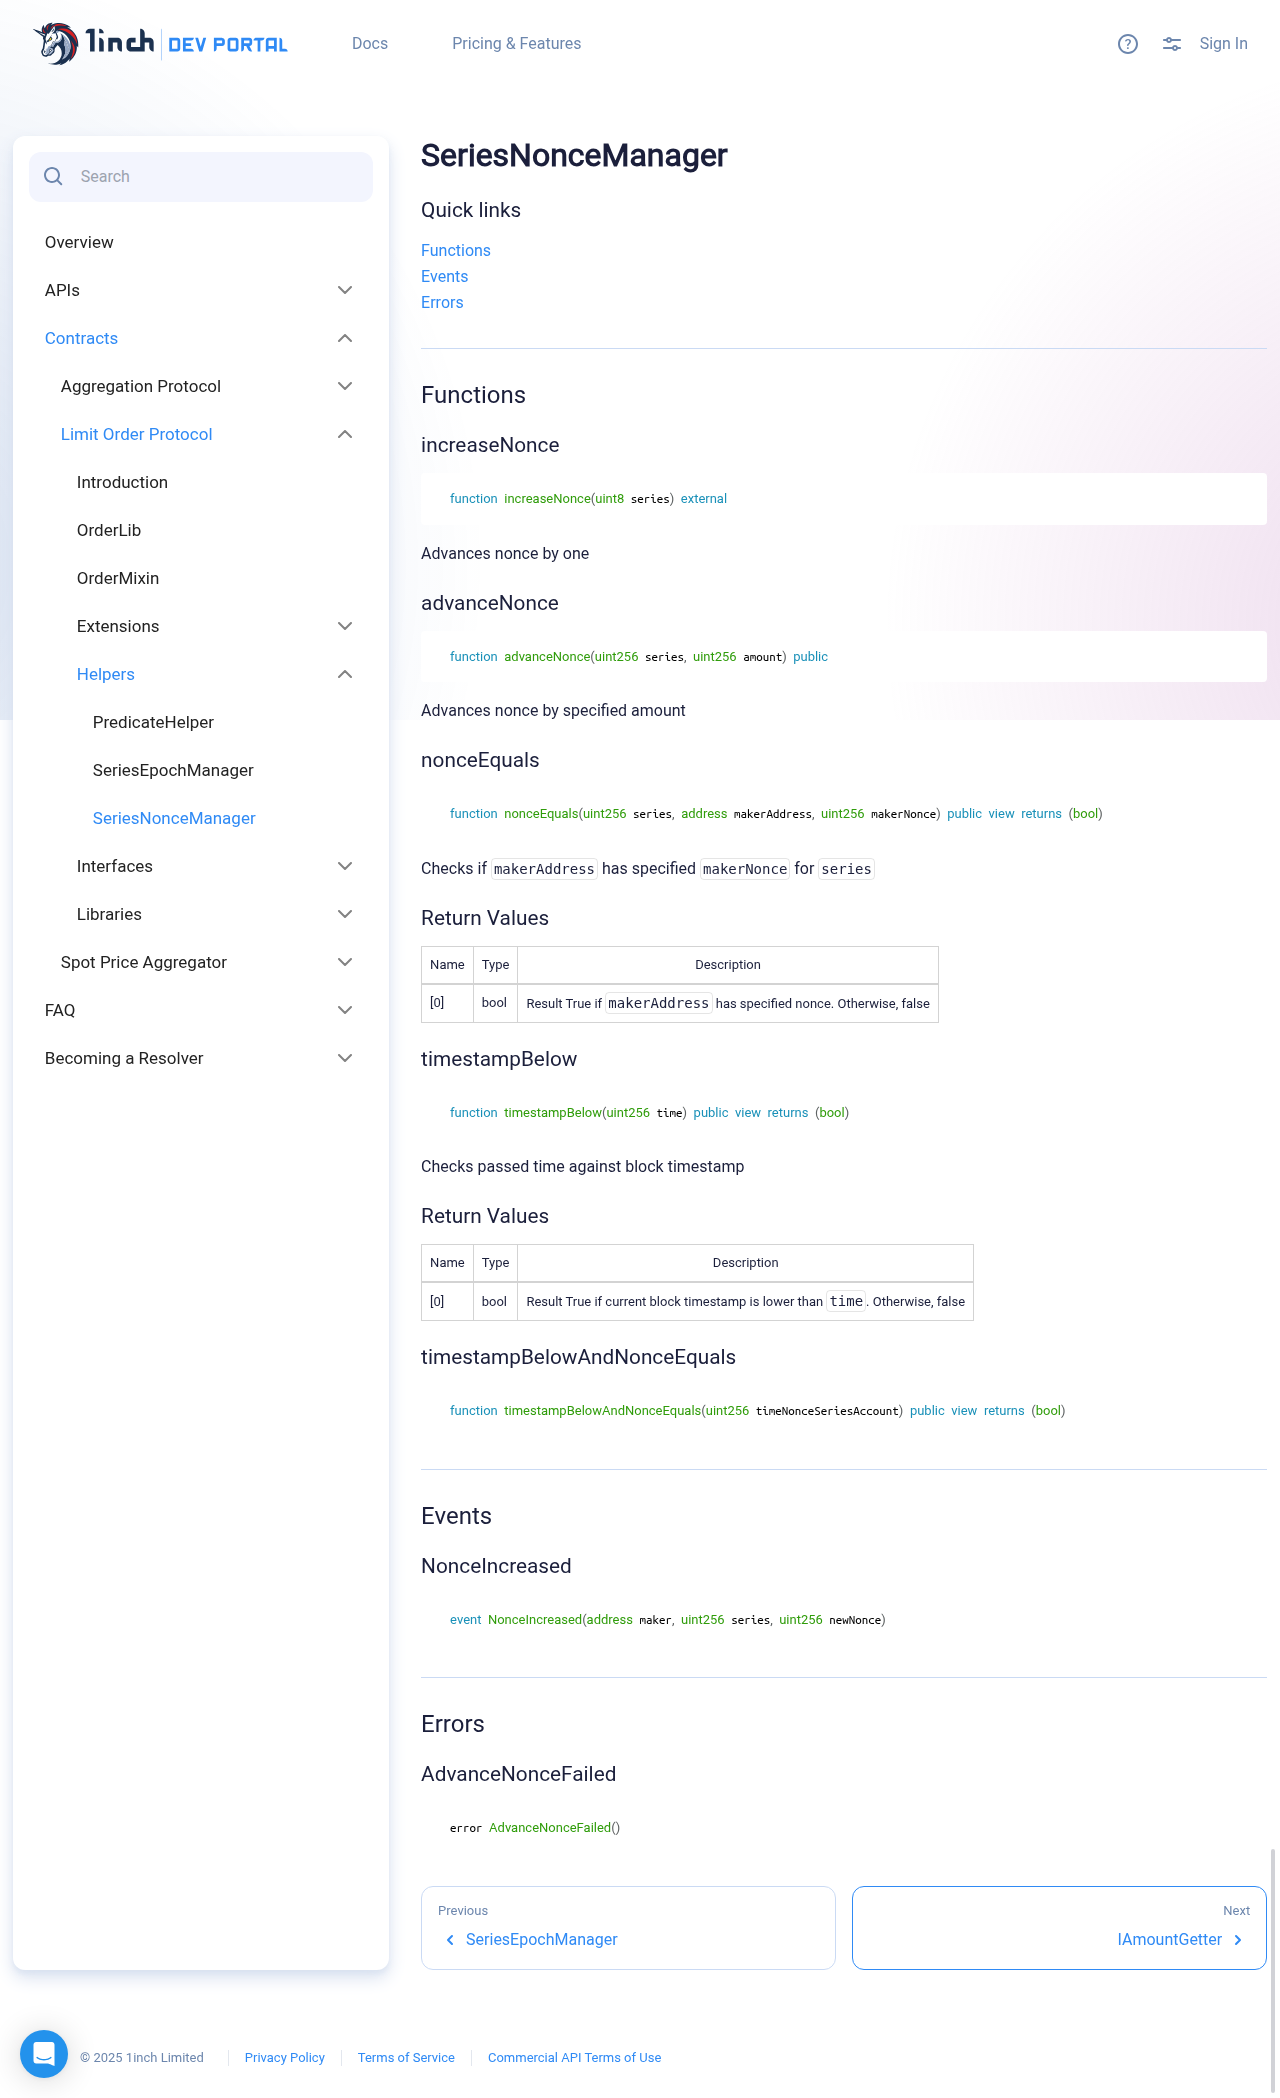 1inch DEV PORTAL
Docs
Pricing & Features
Sign In
Search
Overview
APIs
Contracts
Aggregation Protocol
Limit Order Protocol
Introduction
OrderLib
OrderMixin
Extensions
Helpers
PredicateHelper
SeriesEpochManager
SeriesNonceManager
Interfaces
Libraries
Spot Price Aggregator
FAQ
Becoming a Resolver
SeriesNonceManager
Quick links
Functions
Events
Errors
Functions
increaseNonce
function increaseNonce(uint8 series) external
Advances nonce by one
advanceNonce
function advanceNonce(uint256 series, uint256 amount) public
Advances nonce by specified amount
nonceEquals
function nonceEquals(uint256 series, address makerAddress, uint256 makerNonce) public view returns (bool)
Checks if makerAddress has specified makerNonce for series
Return Values
Name Type Description
[0] bool Result True if makerAddress has specified nonce. Otherwise, false
timestampBelow
function timestampBelow(uint256 time) public view returns (bool)
Checks passed time against block timestamp
Return Values
Name Type Description
[0] bool Result True if current block timestamp is lower than time. Otherwise, false
timestampBelowAndNonceEquals
function timestampBelowAndNonceEquals(uint256 timeNonceSeriesAccount) public view returns (bool)
Events
NonceIncreased
event NonceIncreased(address maker, uint256 series, uint256 newNonce)
Errors
AdvanceNonceFailed
error AdvanceNonceFailed()
Previous
SeriesEpochManager
Next
IAmountGetter
© 2025 1inch Limited
Privacy Policy
Terms of Service
Commercial API Terms of Use